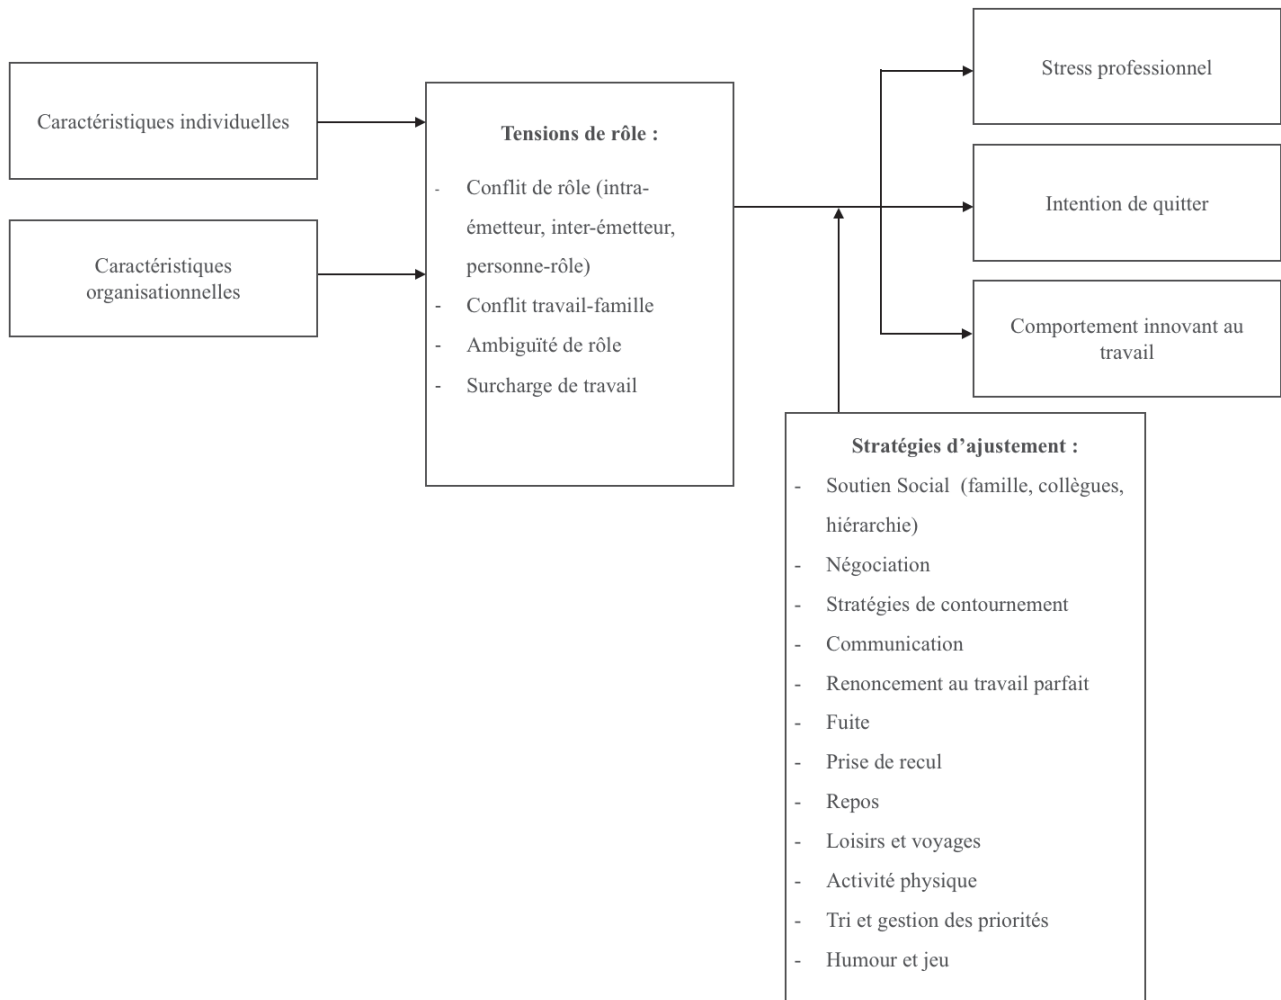 Caractéristiques individuelles
Caractéristiques
organisationnelles
Tensions de rôle :
- Conflit de rôle (intra-
émetteur, inter-émetteur,
personne-rôle)
- Conflit travail-famille
- Ambiguïté de rôle
- Surcharge de travail
Stress professionnel
Intention de quitter
Comportement innovant au
travail
Stratégies d’ajustement :
- Soutien Social (famille, collègues,
hiérarchie)
- Négociation
- Stratégies de contournement
- Communication
- Renoncement au travail parfait
- Fuite
- Prise de recul
- Repos
- Loisirs et voyages
- Activité physique
- Tri et gestion des priorités
- Humour et jeu